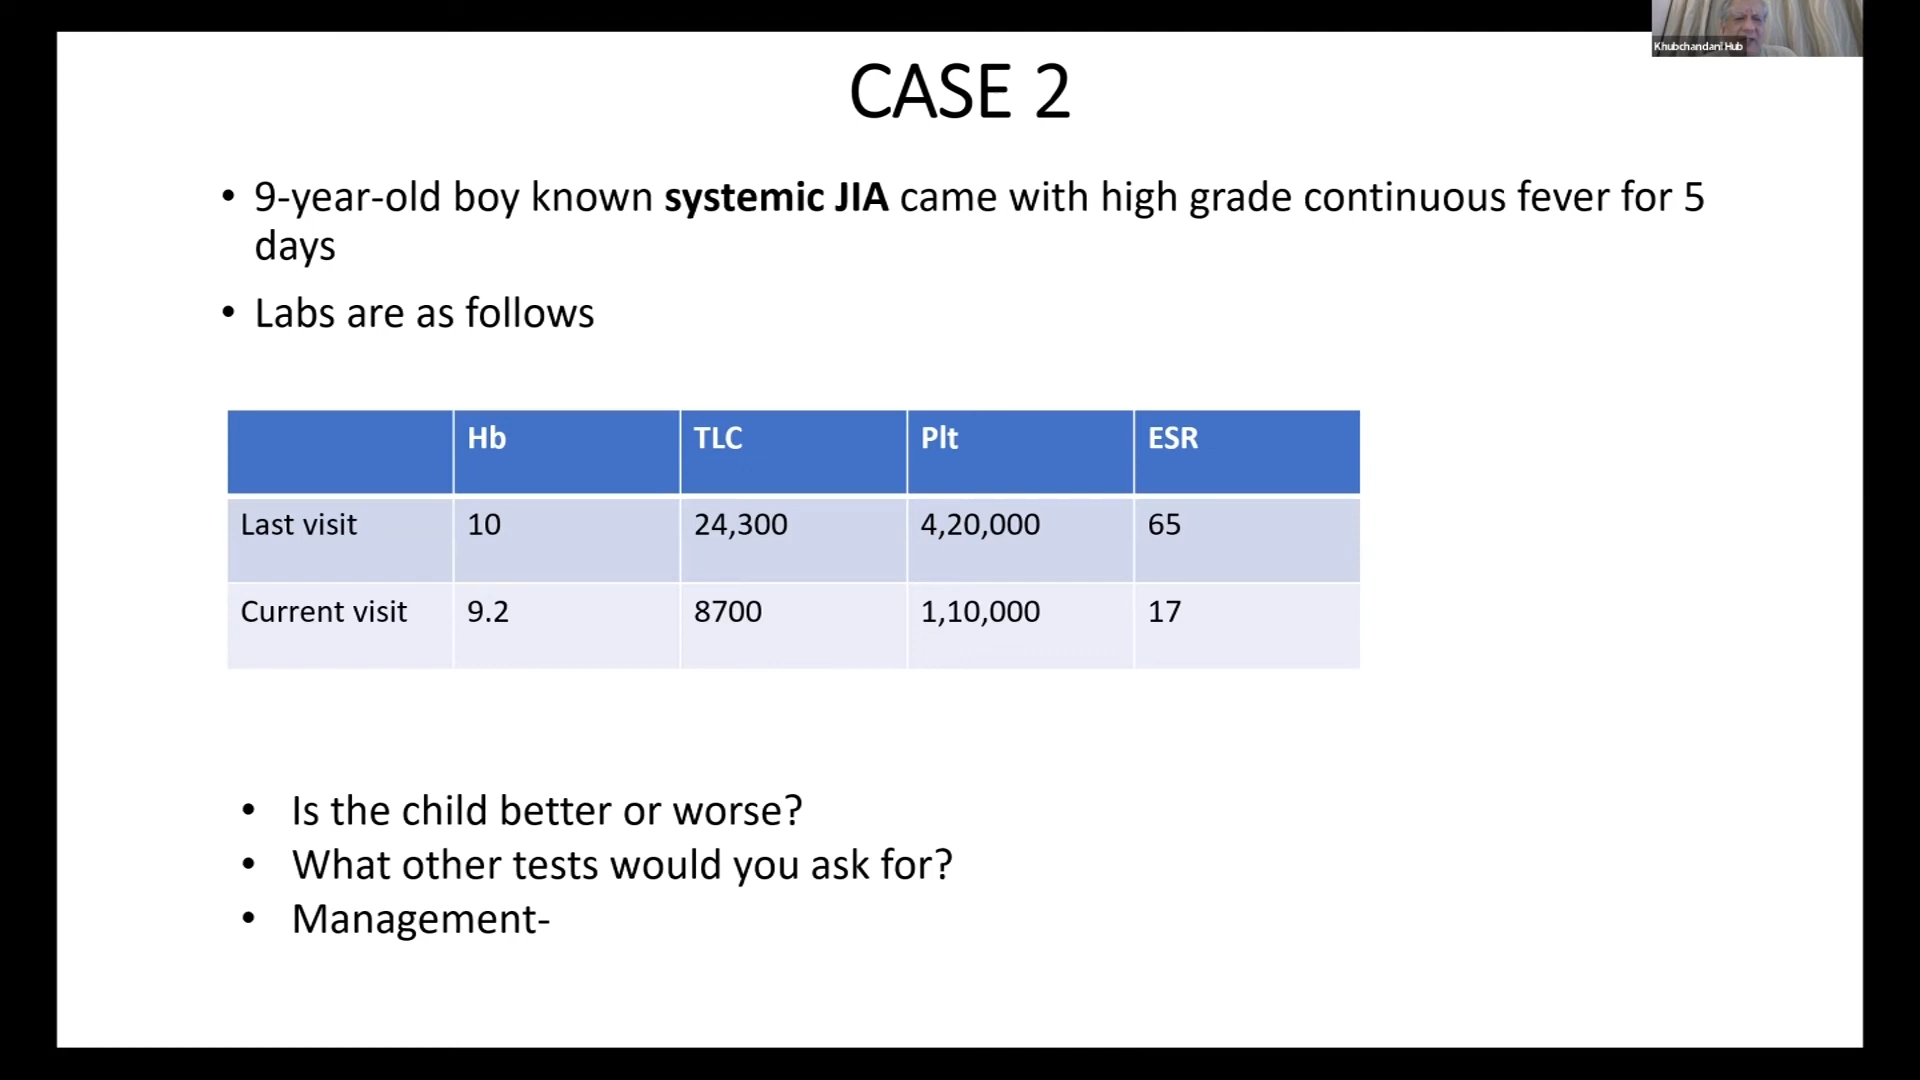 Khubchandani Hub
CASE 2
• 9-year-old boy known systemic JIA came with high grade continuous fever for 5
days
• Labs are as follows
Hb TLC Plt ESR
Last visit 10 24,300 4,20,000 65
Current visit 9.2 8700 1,10,000 17
• Is the child better or worse?
• What other tests would you ask for?
• Management-